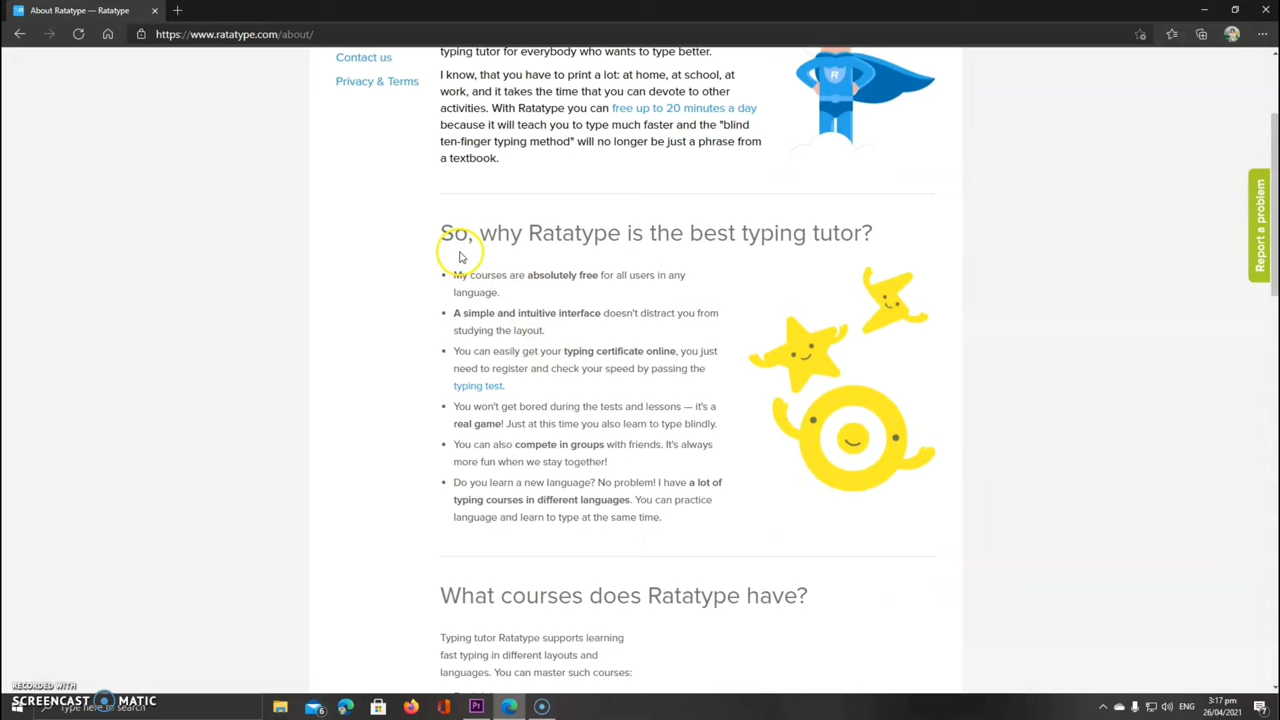 About Ratatype — Ratatype
https://www.ratatype.com/about/
Contact us
Privacy & Terms
typing tutor for everybody who wants to type better.
I know, that you have to print a lot: at home, at school, at
work, and it takes the time that you can devote to other
activities. With Ratatype you can free up to 20 minutes a day
because it will teach you to type much faster and the "blind
ten-finger typing method" will no longer be just a phrase from
a textbook.
R
Report a problem
So, why Ratatype is the best typing tutor?
• My courses are absolutely free for all users in any
language.
• A simple and intuitive interface doesn't distract you from
studying the layout.
• You can easily get your typing certificate online, you just
need to register and check your speed by passing the
typing test.
• You won't get bored during the tests and lessons — it's a
real game! Just at this time you also learn to type blindly.
• You can also compete in groups with friends. It's always
more fun when we stay together!
• Do you learn a new language? No problem! I have a lot of
typing courses in different languages. You can practice
language and learn to type at the same time.
What courses does Ratatype have?
Typing tutor Ratatype supports learning
fast typing in different layouts and
languages. You can master such courses:
RECORDED WITH
SCREENCAST MATIC
Type here to search
6
Pr
ENG
3:17 pm
26/04/2021
7